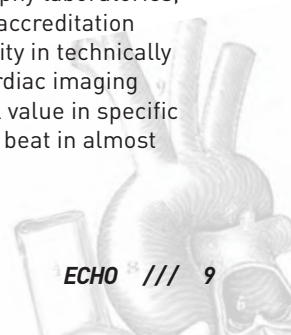 accreditation
ity in technically
rdiac imaging
value in specific
beat in almost
ECHO /// 9